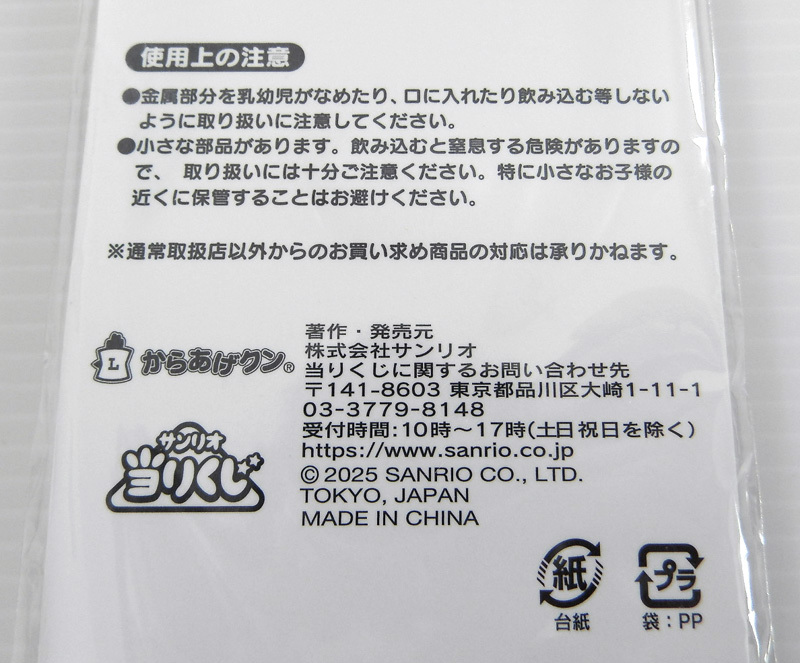 使用上の注意
●金属部分を乳幼児がなめたり、口に入れたり飲み込む等しない
ように取り扱いに注意してください。
●小さな部品があります。飲み込むと窒息する危険がありますの
で、 取り扱いには十分ご注意ください。特に小さなお子様の
近くに保管することはお避けください。
※通常取扱店以外からのお買い求め商品の対応は承りかねます。
L
からあげクン®
サンリオ
当りくじ
著作・発売元
株式会社サンリオ
当りくじに関するお問い合わせ先
〒141-8603 東京都品川区大崎1-11-1
03-3779-8148
受付時間:10時～17時(土日祝日を除く)
https://www.sanrio.co.jp
© 2025 SANRIO CO., LTD.
TOKYO, JAPAN
MADE IN CHINA
紙
台紙
プラ
袋:PP